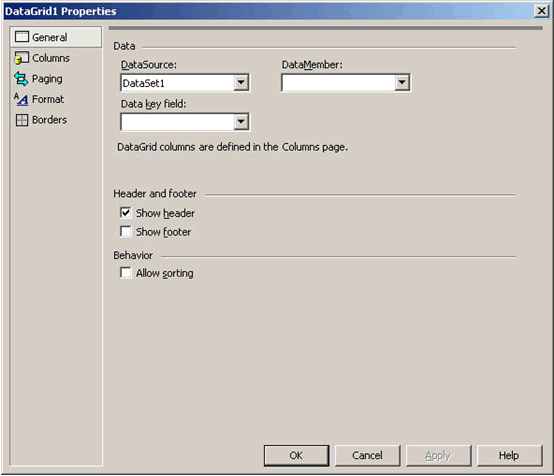 DataGrid1 Properties
General
Columns
Paging
Format
Borders
Data
DataSource:
DataMember:
DataSet1
Data key field:
DataGrid columns are defined in the Columns page.
Header and footer
Show header
Show footer
Behavior
Allow sorting
OK
Cancel
Apply
Help